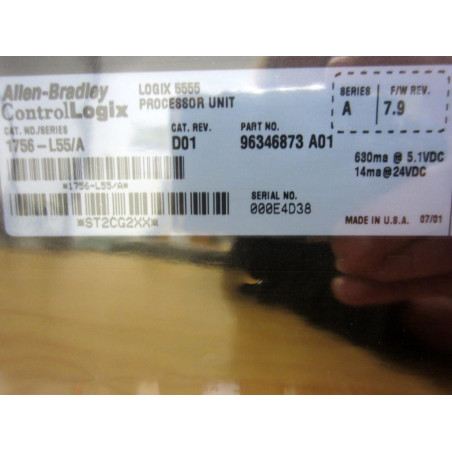 Allen-Bradley
ControlLogix
LOGIX 5555
PROCESSOR UNIT
SERIES
A
F/W REV.
7.9
CAT. NO./SERIES
1756-L55/A
CAT. REV.
D01
PART NO.
96346873 A01
630ma @ 5.1VDC
14ma@24VDC
*1756-L55/A*
SERIAL NO.
000E4D38
*ST2CG2XX*
MADE IN U.S.A. 07/01